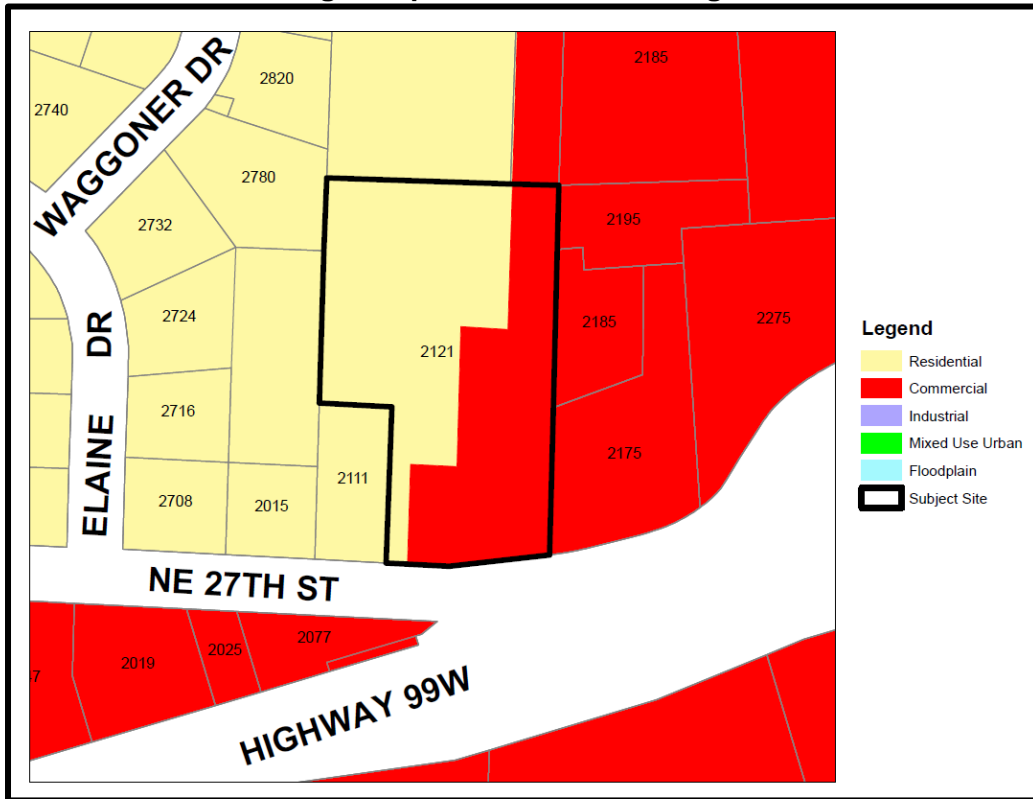 2185
2820
2740
WAGGONER DR
2780
2732
2195
2724
2121
2185
2275
ELAINE DR
2716
2175
2111
2708
2015
NE 27TH ST
2077
2025
2019
HIGHWAY 99W
Legend
Residential
Commercial
Industrial
Mixed Use Urban
Floodplain
Subject Site